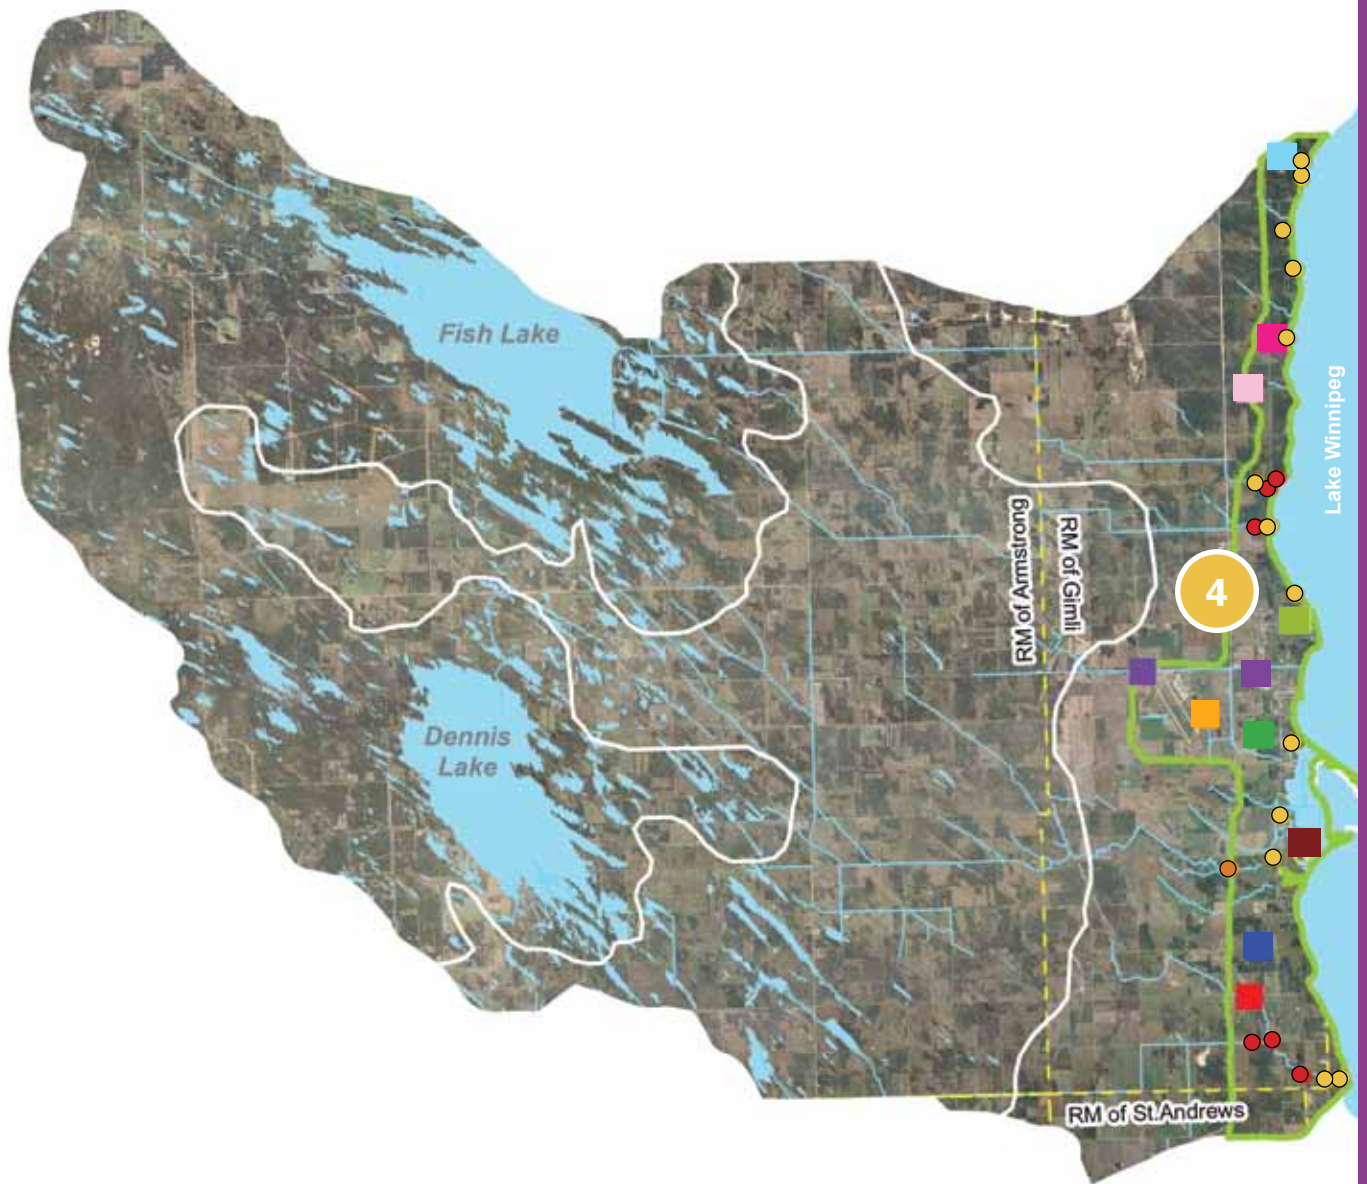 Fish Lake
Lake Winnipeg
RM of Armstrong
RM of Gimli
4
Dennis
Lake
RM of St.Andrews